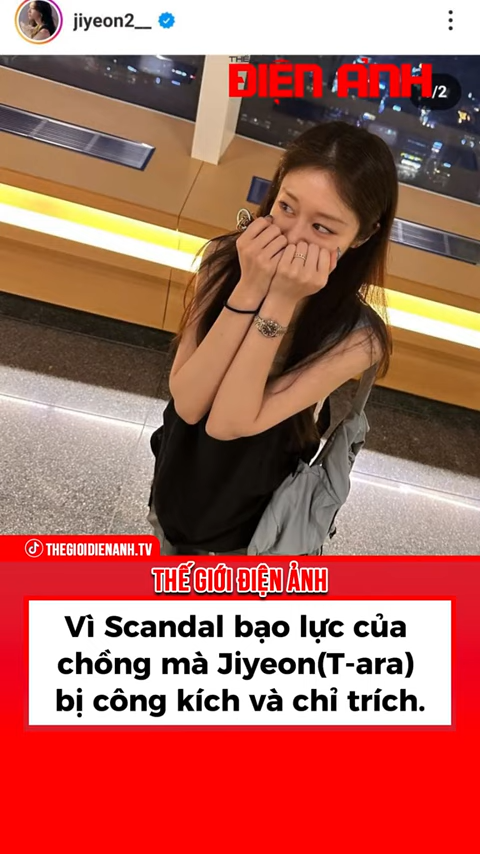 jiyeon2__
THE
ĐIỆN ẢNH
/2
THEGIOIDIENANH.TV
THẾ GIỚI ĐIỆN ẢNH
Vì Scandal bạo lực của
chồng mà Jiyeon(T-ara)
bị công kích và chỉ trích.